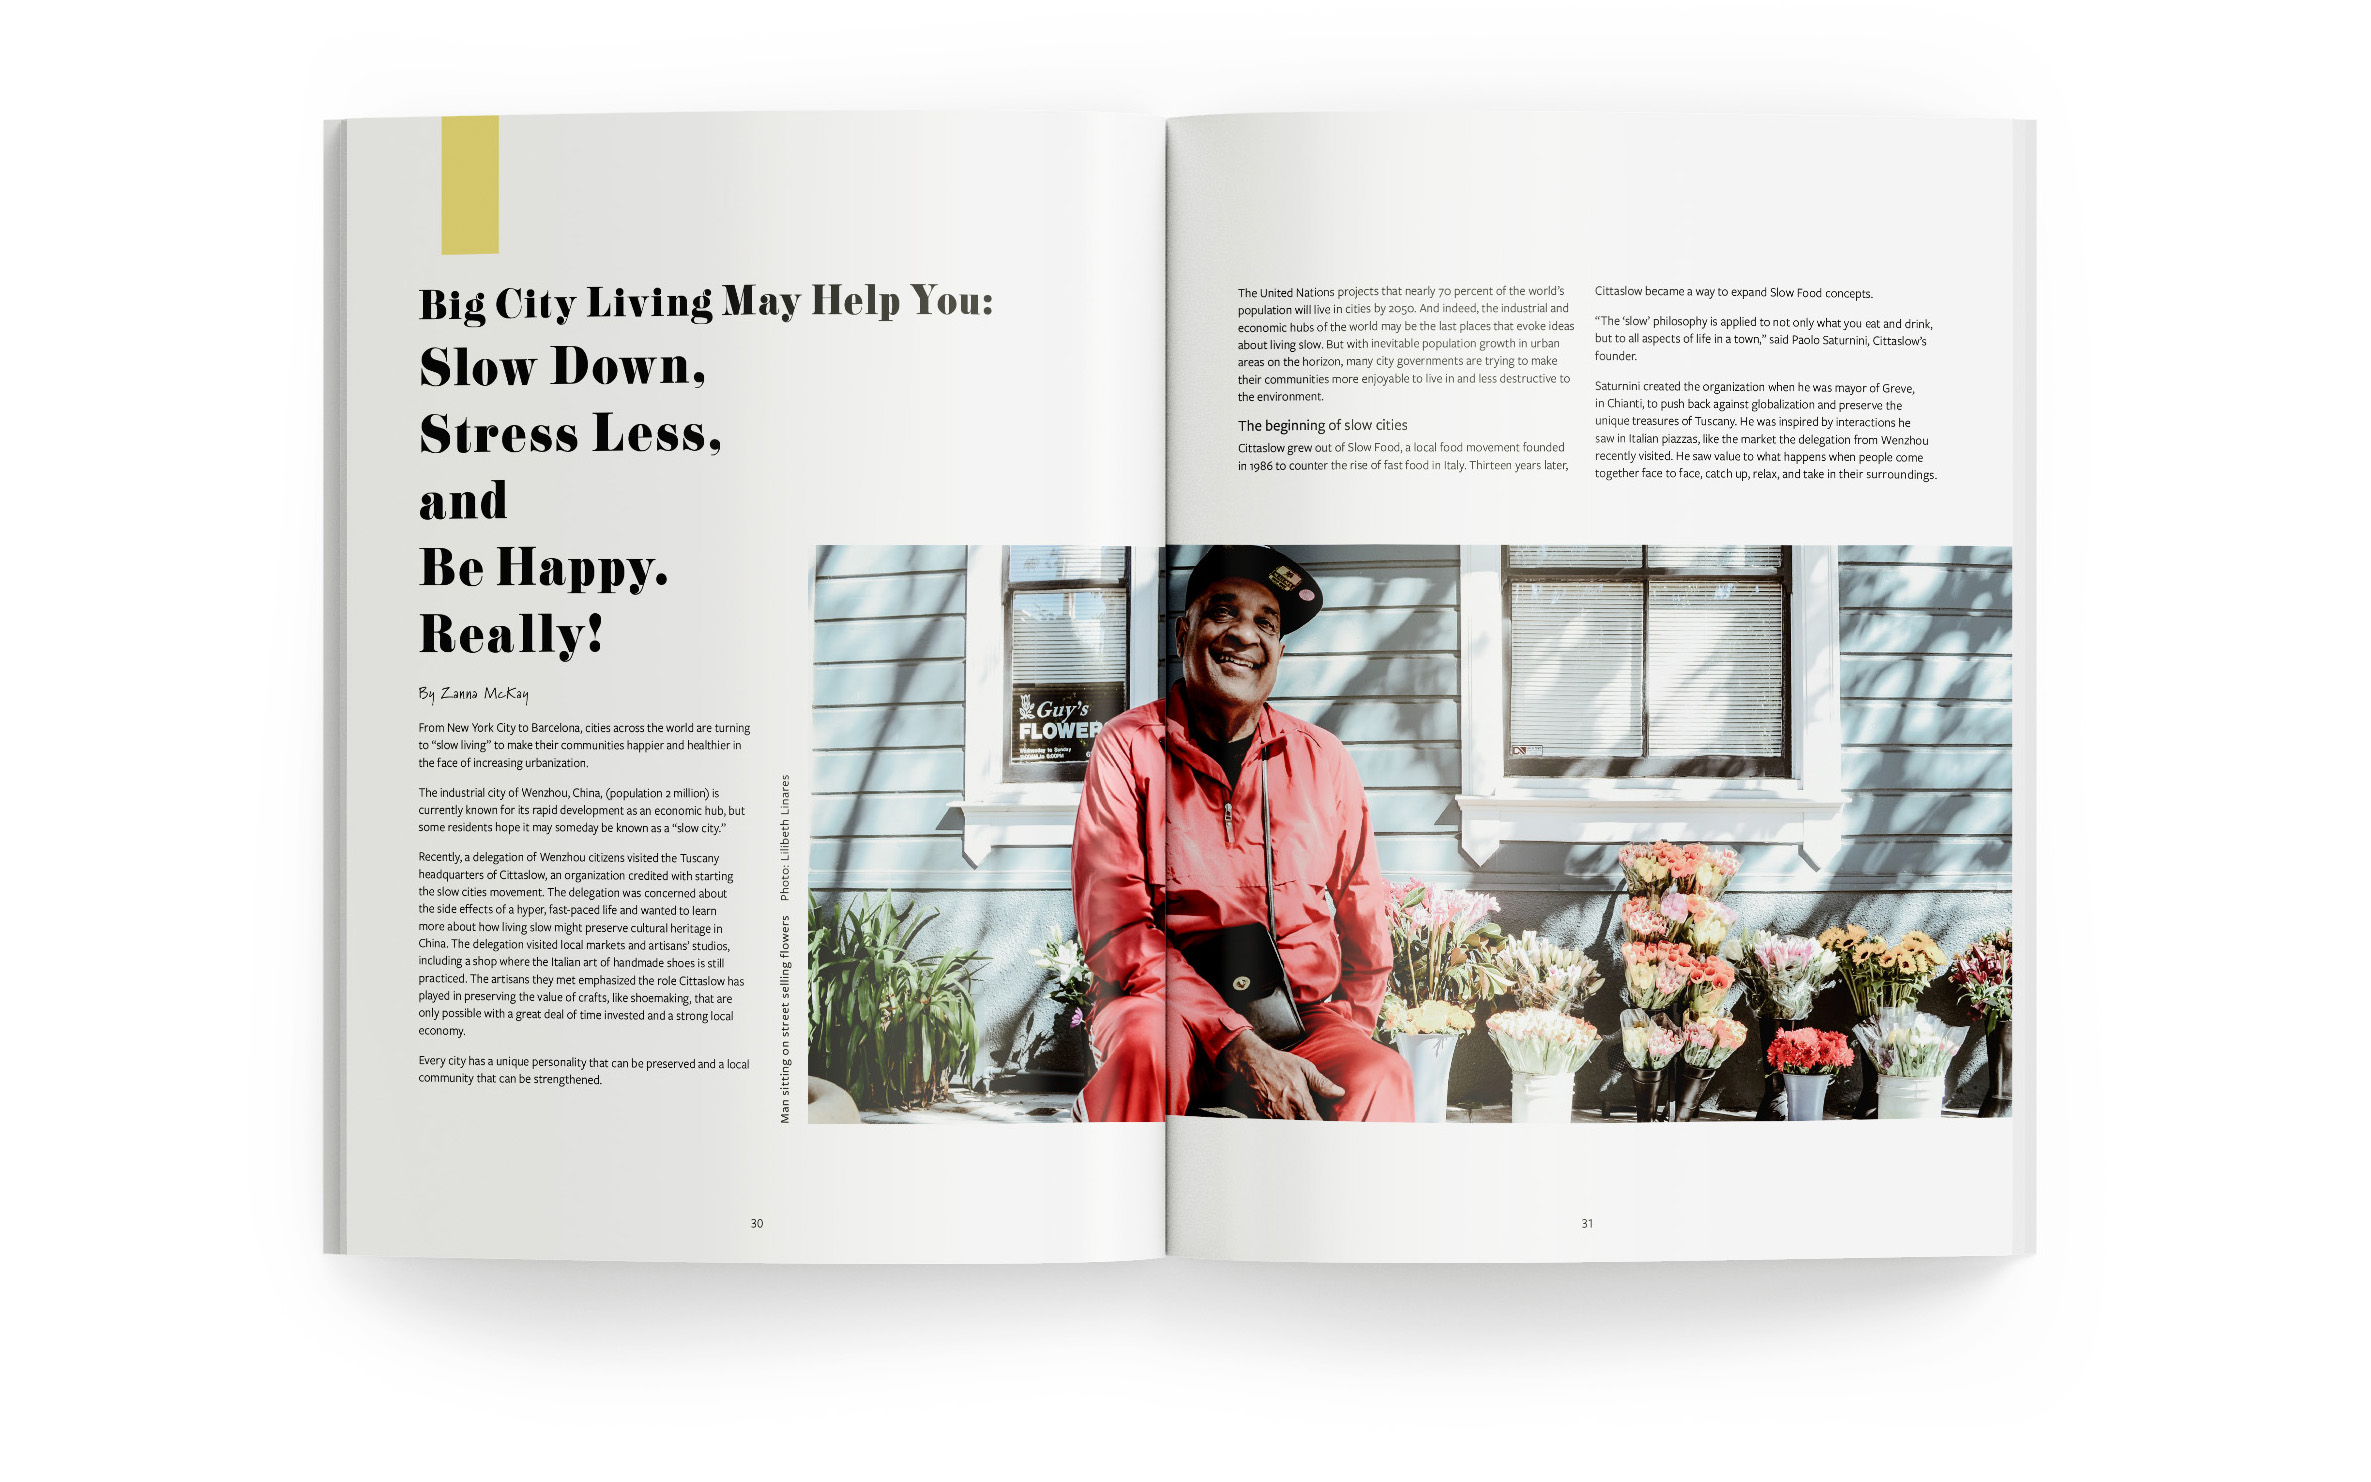 Big City Living May Help You:
Slow Down,
Stress Less,
and
Be Happy.
Really!
By Zanna McKay
From New York City to Barcelona, cities across the world are turning
to “slow living” to make their communities happier and healthier in
the face of increasing urbanization.
The industrial city of Wenzhou, China, (population 2 million) is
currently known for its rapid development as an economic hub, but
some residents hope it may someday be known as a “slow city.”
Recently, a delegation of Wenzhou citizens visited the Tuscany
headquarters of Cittaslow, an organization credited with starting
the slow cities movement. The delegation was concerned about
the side effects of a hyper, fast-paced life and wanted to learn
more about how living slow might preserve cultural heritage in
China. The delegation visited local markets and artisans’ studios,
including a shop where the Italian art of handmade shoes is still
practiced. The artisans they met emphasized the role Cittaslow has
played in preserving the value of crafts, like shoemaking, that are
only possible with a great deal of time invested and a strong local
economy.
Every city has a unique personality that can be preserved and a local
community that can be strengthened.
Man sitting on street selling flowers Photo: Lilibeth Linares
Guy's
FLOWER
Wednesday to Sunday
30
The United Nations projects that nearly 70 percent of the world’s
population will live in cities by 2050. And indeed, the industrial and
economic hubs of the world may be the last places that evoke ideas
about living slow. But with inevitable population growth in urban
areas on the horizon, many city governments are trying to make
their communities more enjoyable to live in and less destructive to
the environment.
The beginning of slow cities
Cittaslow grew out of Slow Food, a local food movement founded
in 1986 to counter the rise of fast food in Italy. Thirteen years later,
Cittaslow became a way to expand Slow Food concepts.
“The ‘slow’ philosophy is applied to not only what you eat and drink,
but to all aspects of life in a town,” said Paolo Saturnini, Cittaslow’s
founder.
Saturnini created the organization when he was mayor of Greve,
in Chianti, to push back against globalization and preserve the
unique treasures of Tuscany. He was inspired by interactions he
saw in Italian piazzas, like the market the delegation from Wenzhou
recently visited. He saw value to what happens when people come
together face to face, catch up, relax, and take in their surroundings.
31